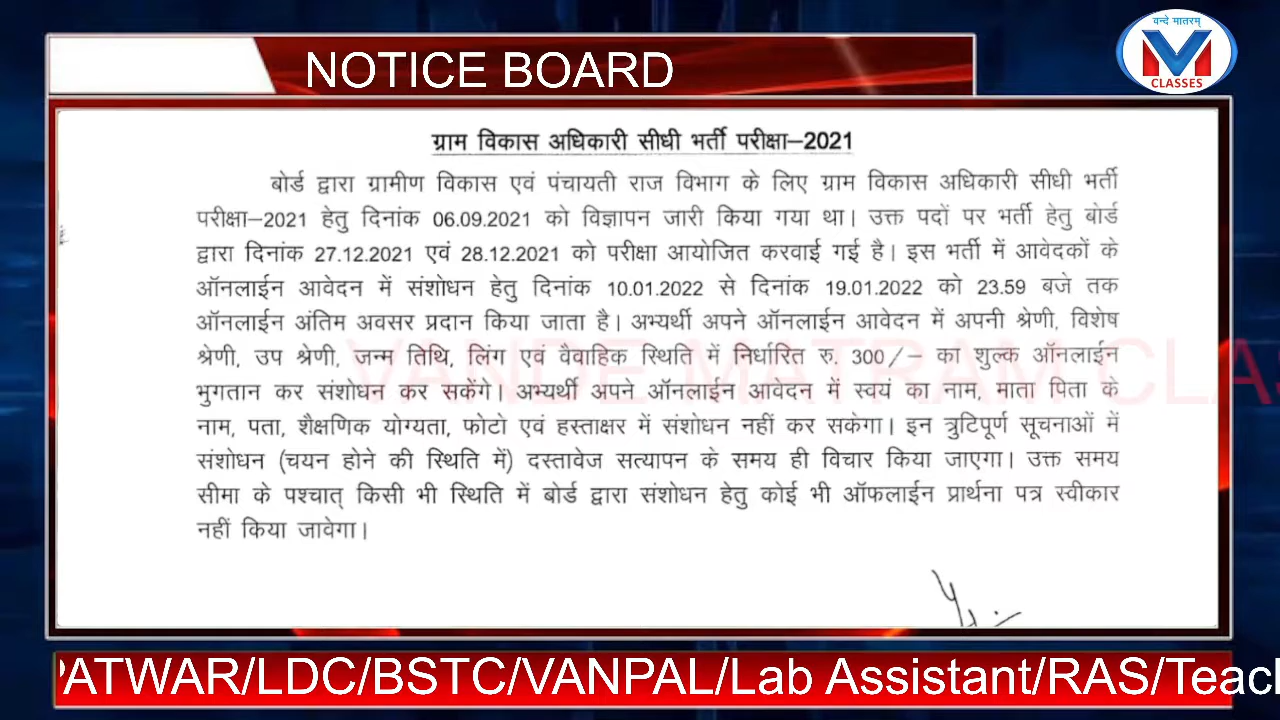 वन्दे मातरम्
CLASSES
NOTICE BOARD
ग्राम विकास अधिकारी सीधी भर्ती परीक्षा–2021
बोर्ड द्वारा ग्रामीण विकास एवं पंचायती राज विभाग के लिए ग्राम विकास अधिकारी सीधी भर्ती
परीक्षा–2021 हेतु दिनांक 06.09.2021 को विज्ञापन जारी किया गया था। उक्त पदों पर भर्ती हेतु बोर्ड
द्वारा दिनांक 27.12.2021 एवं 28.12.2021 को परीक्षा आयोजित करवाई गई है। इस भर्ती में आवेदकों के
ऑनलाईन आवेदन में संशोधन हेतु दिनांक 10.01.2022 से दिनांक 19.01.2022 को 23.59 बजे तक
ऑनलाईन अंतिम अवसर प्रदान किया जाता है। अभ्यर्थी अपने ऑनलाईन आवेदन में अपनी श्रेणी, विशेष
श्रेणी, उप श्रेणी, जन्म तिथि, लिंग एवं वैवाहिक स्थिति में निर्धारित रु. 300/– का शुल्क ऑनलाईन
भुगतान कर संशोधन कर सकेंगे। अभ्यर्थी अपने ऑनलाईन आवेदन में स्वयं का नाम, माता पिता के
नाम, पता, शैक्षणिक योग्यता, फोटो एवं हस्ताक्षर में संशोधन नहीं कर सकेगा। इन त्रुटिपूर्ण सूचनाओं में
संशोधन (चयन होने की स्थिति में) दस्तावेज सत्यापन के समय ही विचार किया जाएगा। उक्त समय
सीमा के पश्चात् किसी भी स्थिति में बोर्ड द्वारा संशोधन हेतु कोई भी ऑफलाईन प्रार्थना पत्र स्वीकार
नहीं किया जावेगा।
VANDE MATRAM CLAS
PATWAR/LDC/BSTC/VANPAL/Lab Assistant/RAS/Teac